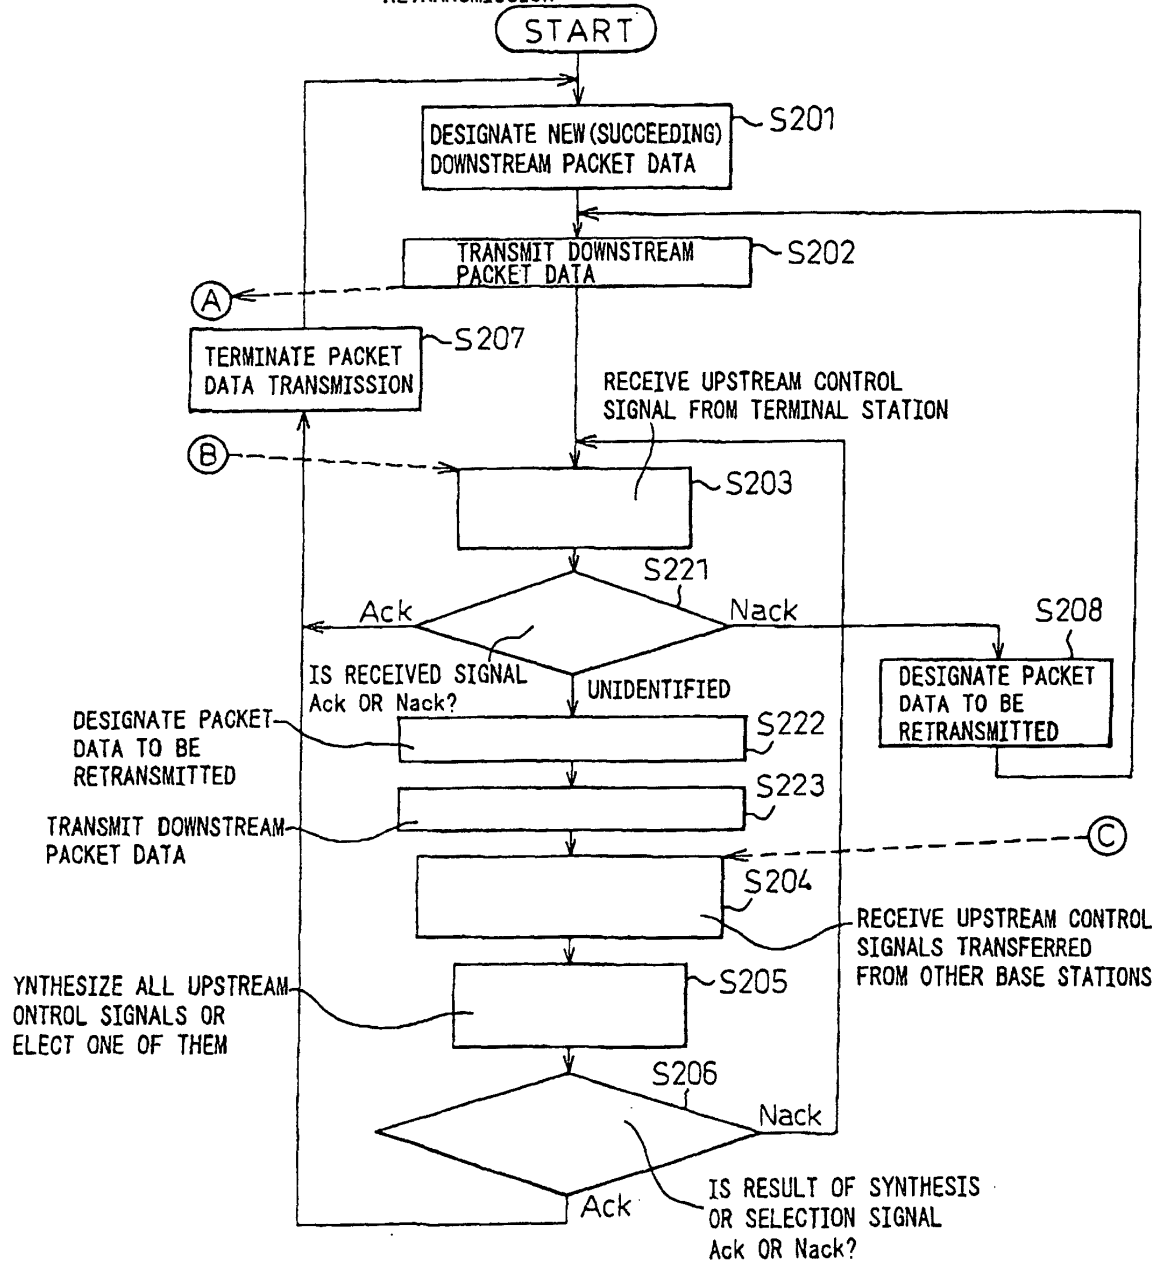 START
S201
DESIGNATE NEW(SUCCEEDING)
DOWNSTREAM PACKET DATA
S202
TRANSMIT DOWNSTREAM
PACKET DATA
A
S207
TERMINATE PACKET
DATA TRANSMISSION
RECEIVE UPSTREAM CONTROL
SIGNAL FROM TERMINAL STATION
B
S203
S221
Ack
Nack
S208
IS RECEIVED SIGNAL
Ack OR Nack?
UNIDENTIFIED
DESIGNATE PACKET
DATA TO BE
RETRANSMITTED
DESIGNATE PACKET
DATA TO BE
RETRANSMITTED
S222
S223
TRANSMIT DOWNSTREAM
PACKET DATA
C
S204
RECEIVE UPSTREAM CONTROL
SIGNALS TRANSFERRED
FROM OTHER BASE STATIONS
S205
YNTHESIZE ALL UPSTREAM
ONTROL SIGNALS OR
ELECT ONE OF THEM
S206
Nack
Ack
IS RESULT OF SYNTHESIS
OR SELECTION SIGNAL
Ack OR Nack?